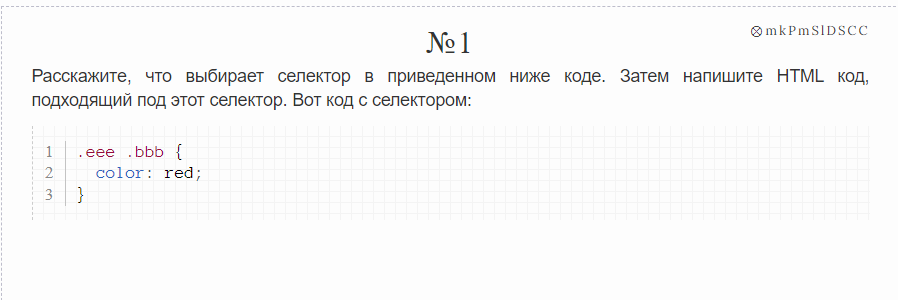 ⊗mkPmSlDSCC
№1
Расскажите, что выбирает селектор в приведенном ниже коде. Затем напишите HTML код,
подходящий под этот селектор. Вот код с селектором:
1 .eee .bbb {
2 color: red;
3 }